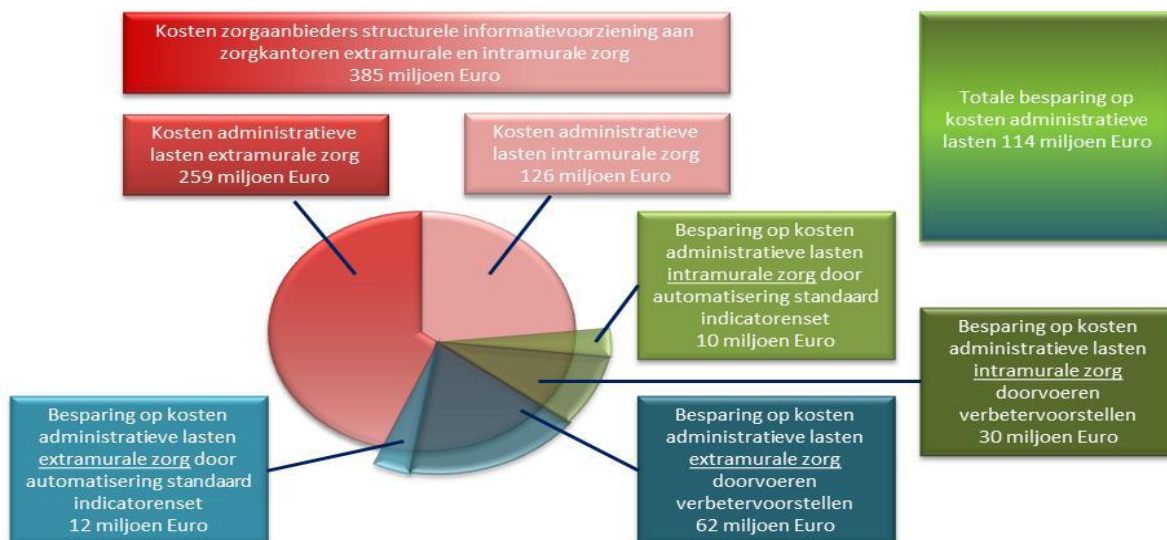 Kosten zorgaanbieders structurele informatievoorziening aan
zorgkantoren extramurale en intramurale zorg
385 miljoen Euro
Totale besparing op
kosten administratieve
lasten 114 miljoen Euro
Kosten administratieve
lasten extramurale zorg
259 miljoen Euro
Kosten administratieve
lasten intramurale zorg
126 miljoen Euro
Besparing op kosten
administratieve lasten
intramurale zorg door
automatisering standaard
indicatorenset
10 miljoen Euro
Besparing op kosten
administratieve lasten
intramurale zorg
doorvoeren
verbetervoorstellen
30 miljoen Euro
Besparing op kosten
administratieve lasten
extramurale zorg door
automatisering standaard
indicatorenset
12 miljoen Euro
Besparing op kosten
administratieve lasten
extramurale zorg
doorvoeren
verbetervoorstellen
62 miljoen Euro